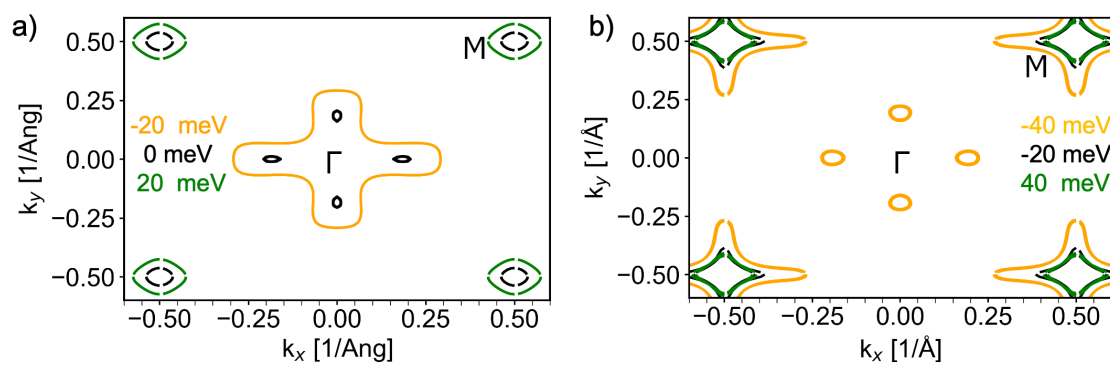 a)
0.50
0.25
0.00
−0.25
−0.50
k_y [1/Ang]
M
-20 meV
0 meV
20 meV
Γ
−0.50 −0.25 0.00 0.25 0.50
k_x [1/Ang]
b)
0.50
0.25
0.00
−0.25
−0.50
k_y [1/Å]
M
-40 meV
-20 meV
40 meV
Γ
−0.50 −0.25 0.00 0.25 0.50
k_x [1/Å]